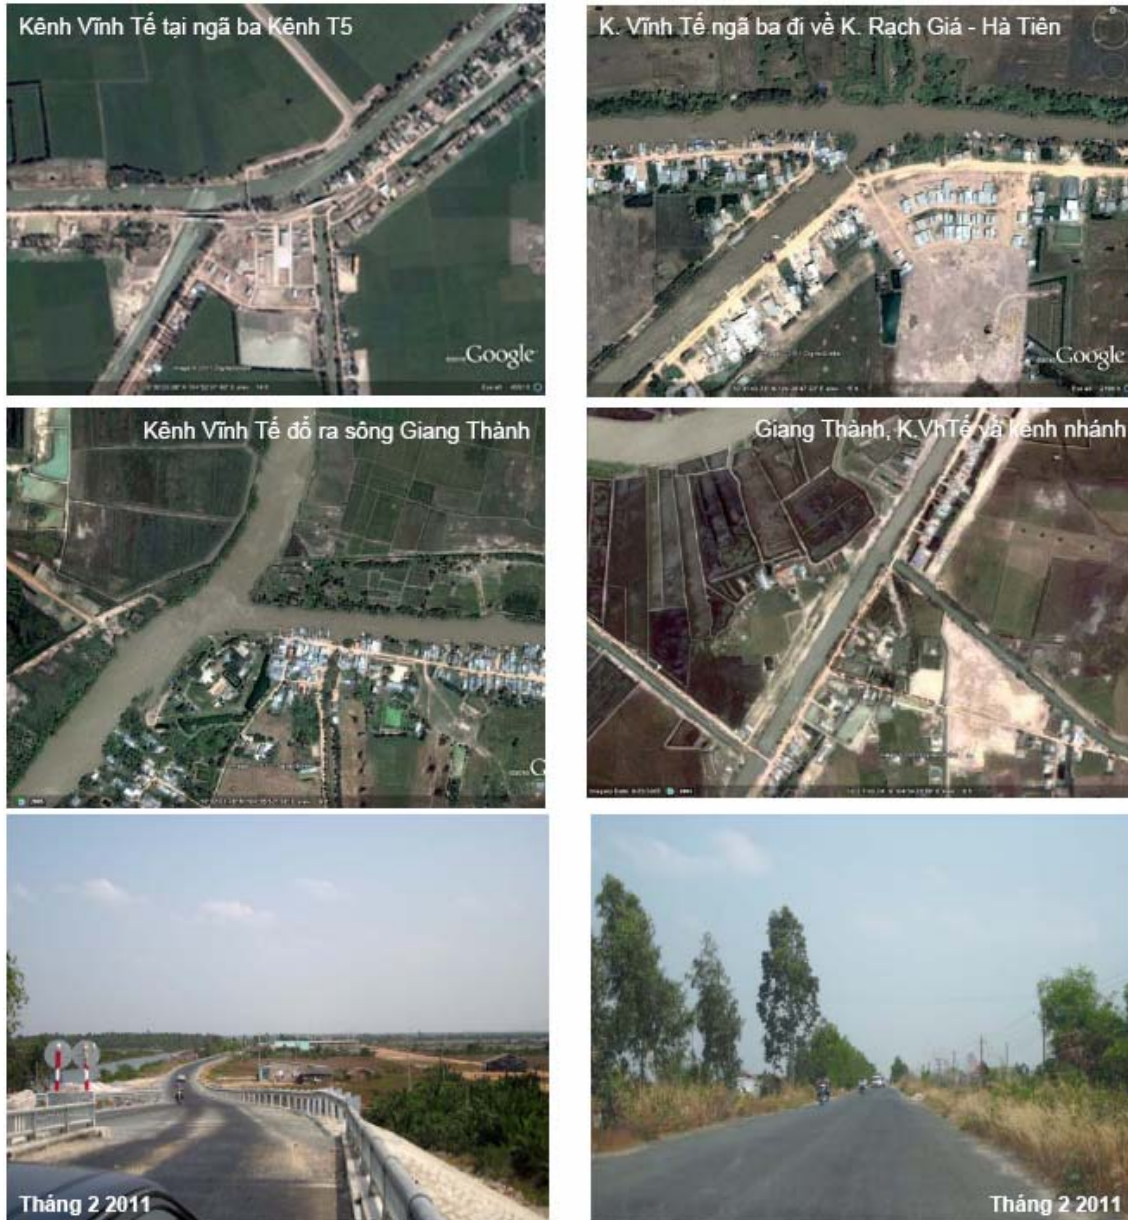 Kênh Vĩnh Tế tại ngã ba Kênh T5
K. Vĩnh Tế ngã ba đi về K. Rạch Giá - Hà Tiên
Google
Google
Kênh Vĩnh Tế đổ ra sông Giang Thành
Giang Thành, K.VhTế và kênh nhánh
G
Tháng 2 2011
Tháng 2 2011